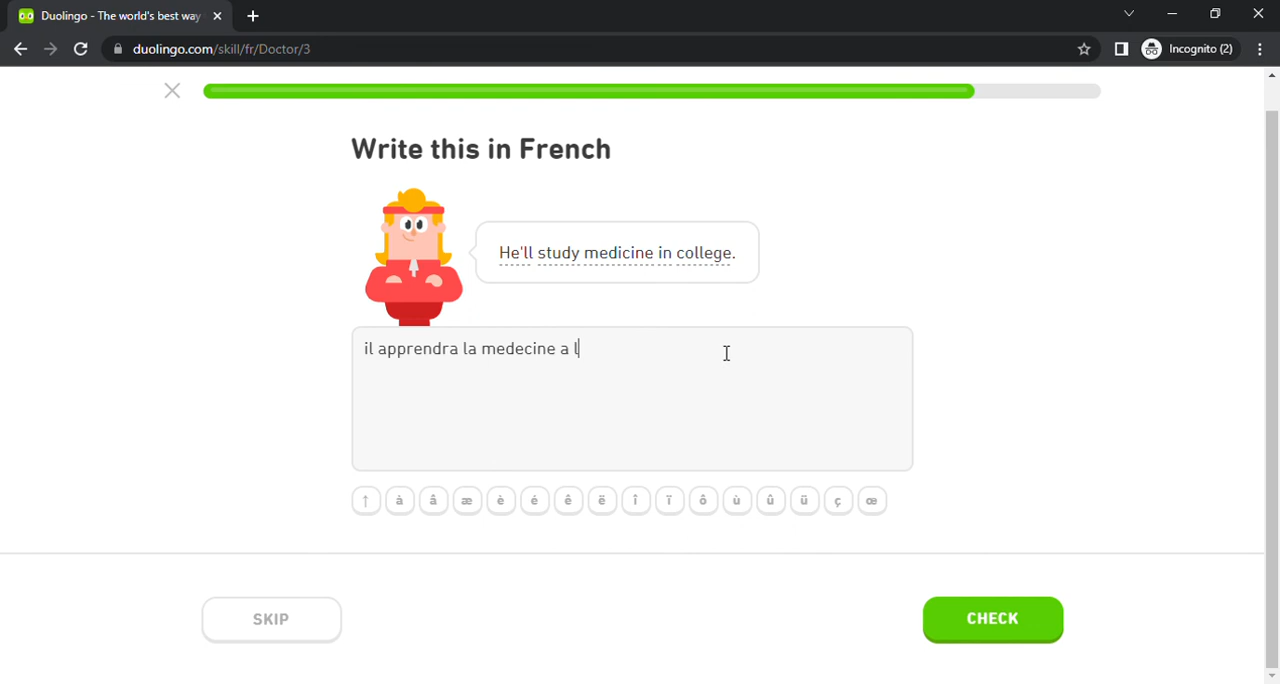 Duolingo - The world's best way
duolingo.com/skill/fr/Doctor/3
Incognito (2)
Write this in French
He'll study medicine in college.
il apprendra la medecine a l
↑ à â æ è é ê ë î ï ô ù û ü ç œ
SKIP
CHECK